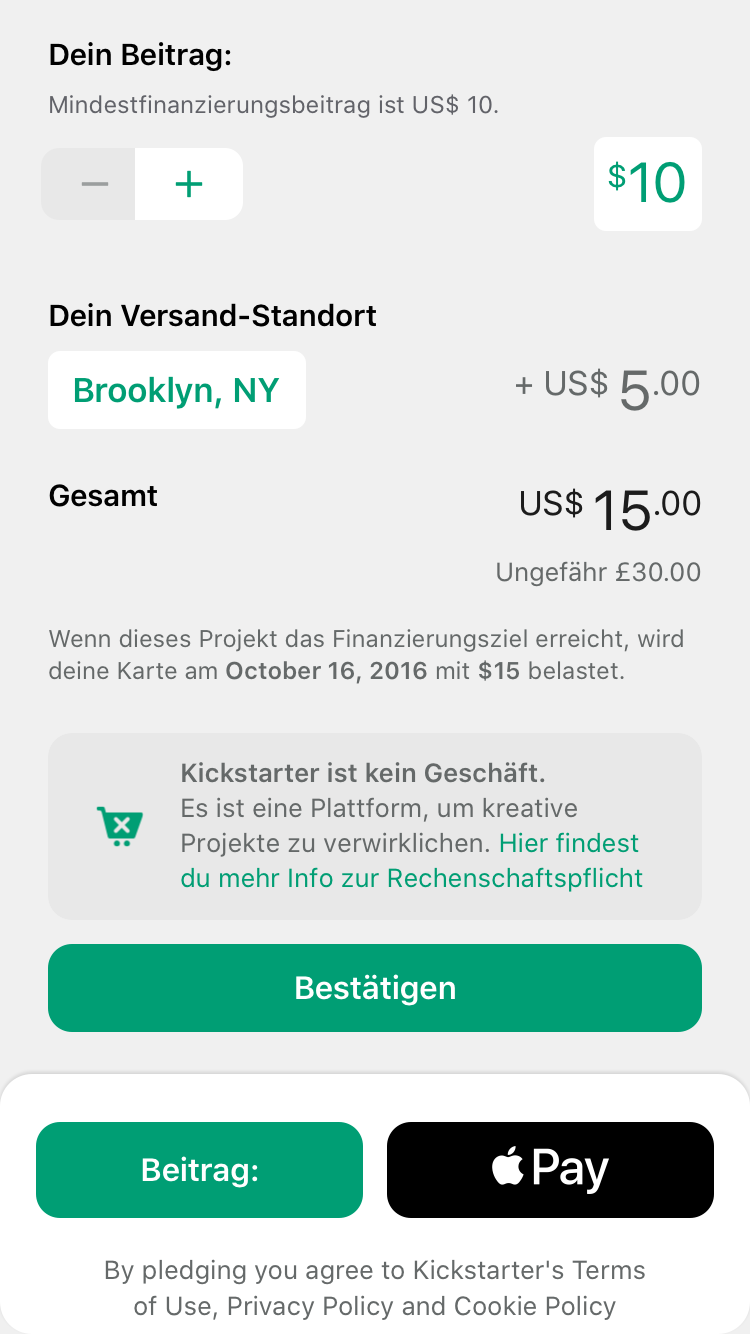 Dein Beitrag:
Mindestfinanzierungsbeitrag ist US$ 10.
− +
$10
Dein Versand-Standort
Brooklyn, NY
+ US$ 5.00
Gesamt
US$ 15.00
Ungefähr £30.00
Wenn dieses Projekt das Finanzierungsziel erreicht, wird
deine Karte am October 16, 2016 mit $15 belastet.
Kickstarter ist kein Geschäft.
Es ist eine Plattform, um kreative
Projekte zu verwirklichen. Hier findest
du mehr Info zur Rechenschaftspflicht
Bestätigen
Beitrag:
Pay
By pledging you agree to Kickstarter's Terms
of Use, Privacy Policy and Cookie Policy